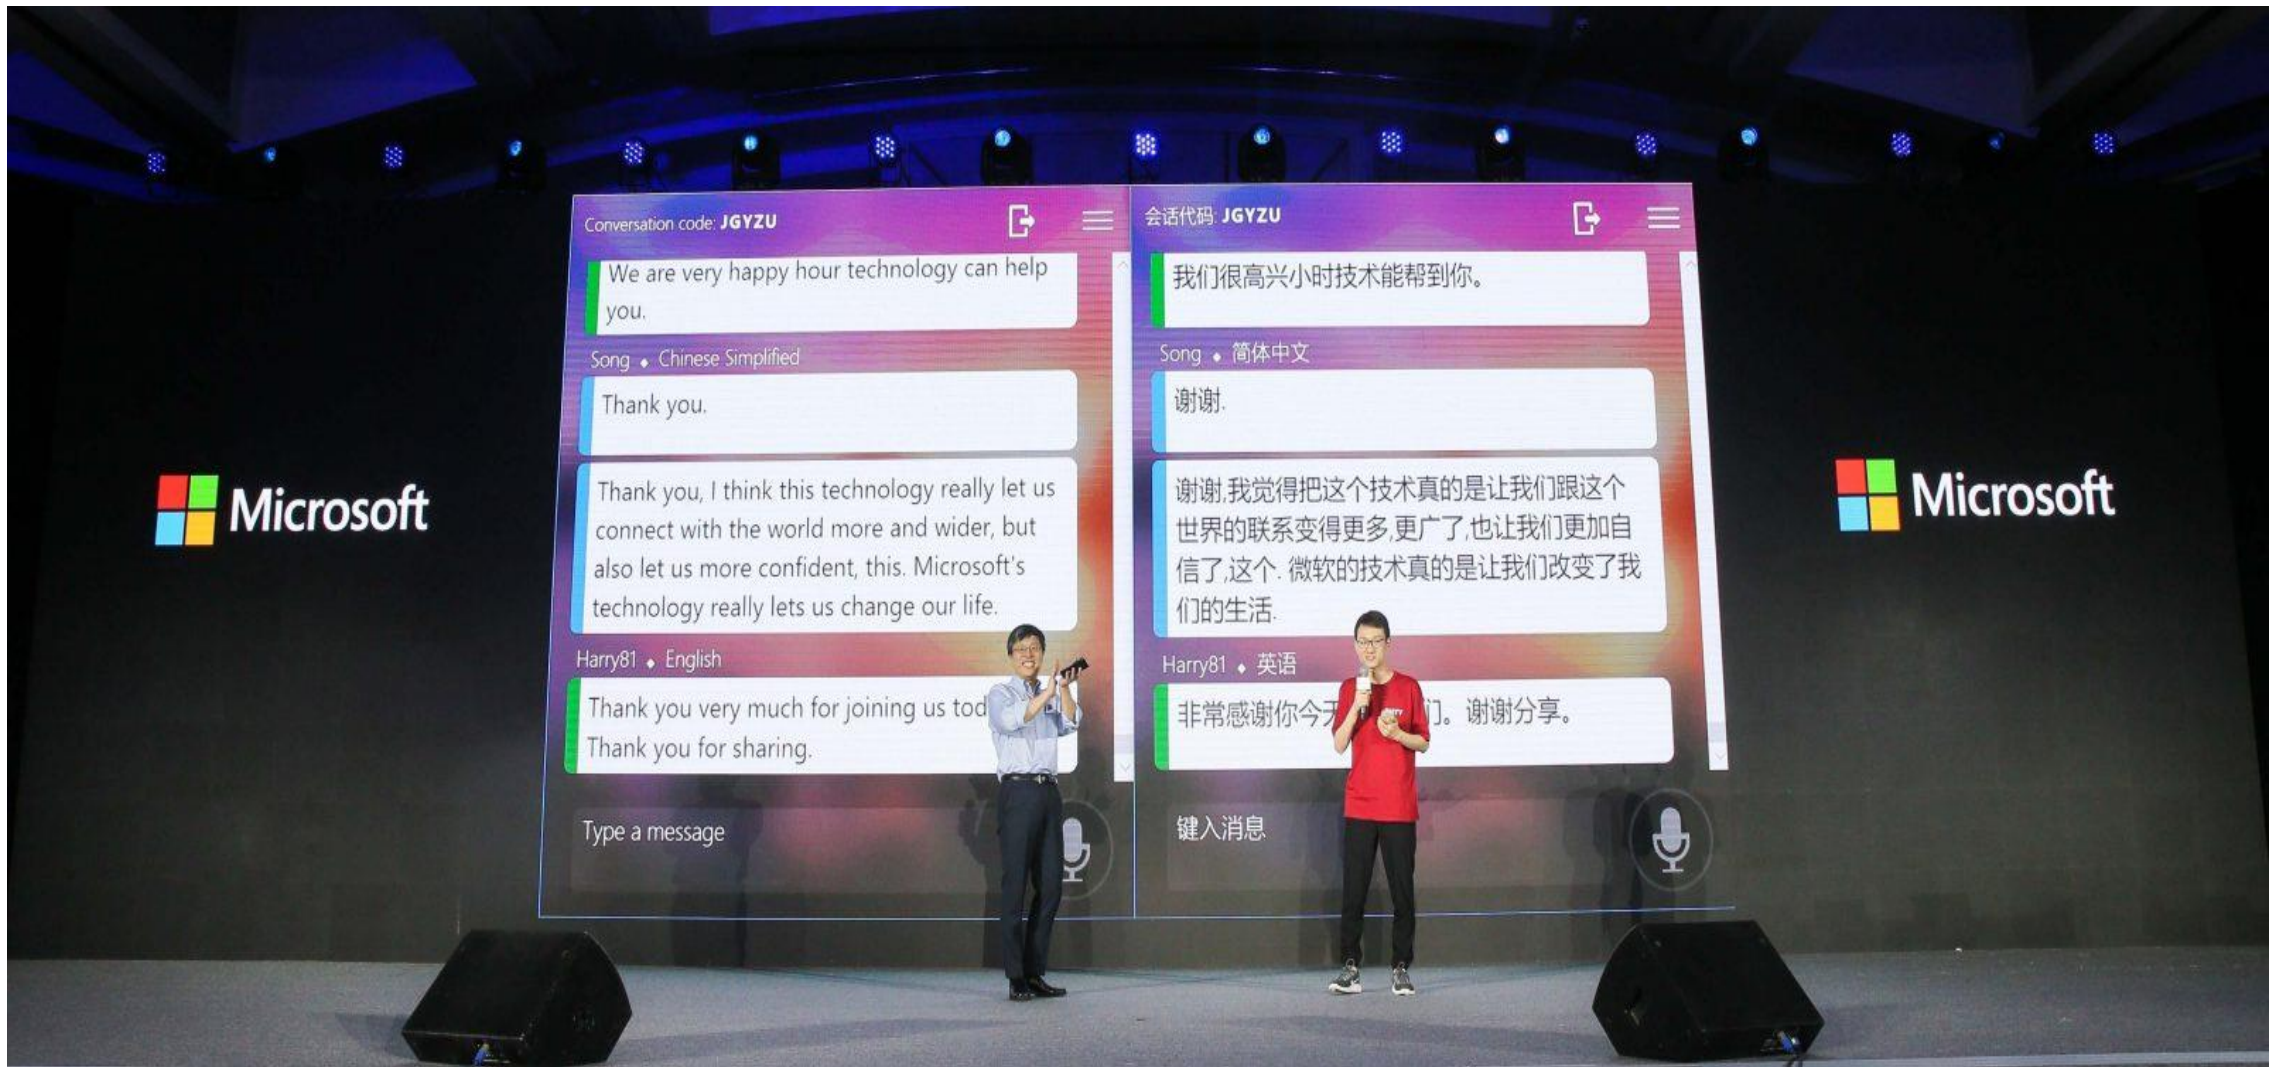 Microsoft
Conversation code: JGYZU
We are very happy hour technology can help
you.
Song ♦ Chinese Simplified
Thank you.
Thank you, I think this technology really let us
connect with the world more and wider, but
also let us more confident, this. Microsoft's
technology really lets us change our life.
Harry81 ♦ English
Thank you very much for joining us tod
Thank you for sharing.
Type a message
会话代码: JGYZU
我们很高兴小时技术能帮到你。
Song ♦ 简体中文
谢谢.
谢谢,我觉得把这个技术真的是让我们跟这个
世界的联系变得更多,更广了,也让我们更加自
信了,这个. 微软的技术真的是让我们改变了我
们的生活.
Harry81 ♦ 英语
非常感谢你今天 们。谢谢分享。
键入消息
Microsoft